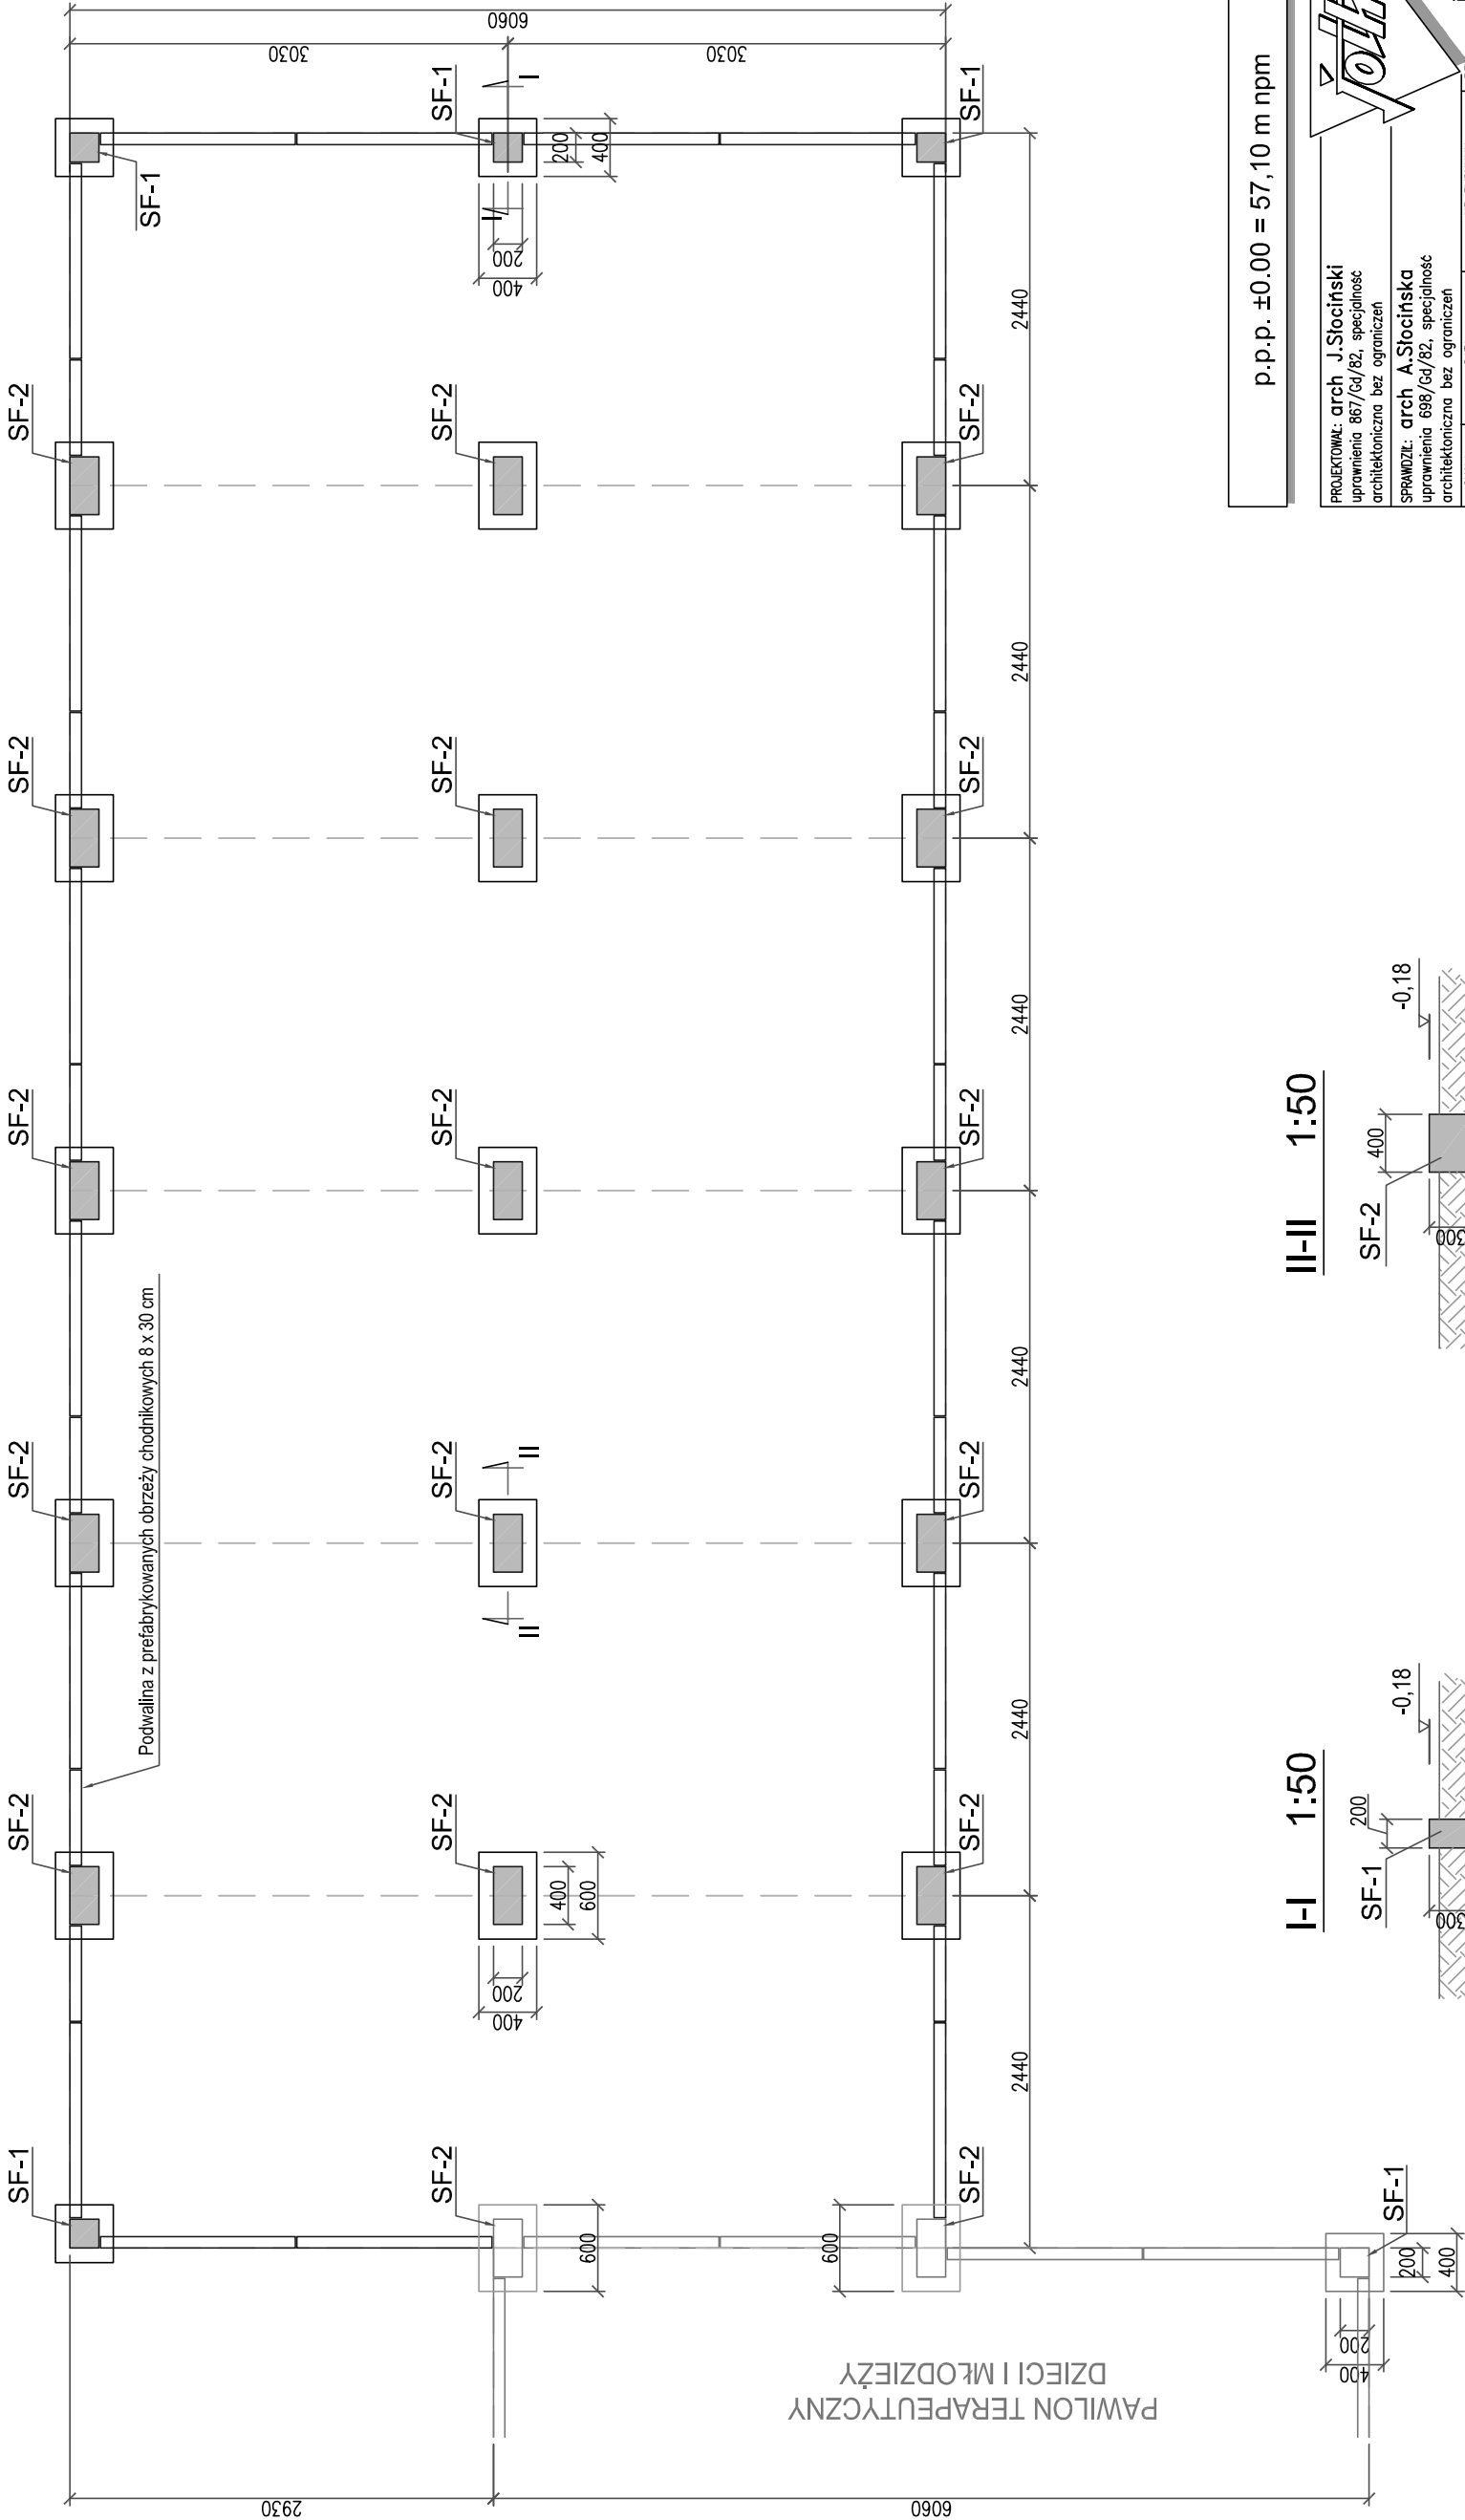 SF-1
SF-2
SF-2
SF-2
SF-2
SF-2
Podwalina z prefabrykowanych obrzeży chodnikowych 8 x 30 cm
SF-1
2930
3030
6060
3030
SF-2
SF-2
SF-2
SF-2
SF-2
SF-2
SF-1
400
200
400
200
I
I
II
II
400
600
200
400
600
600
SF-2
SF-2
SF-2
SF-2
SF-2
SF-2
SF-1
2440
2440
2440
2440
2440
2440
PAWILON TERAPEUTYCZNY
DZIECI I MŁODZIEŻY
6060
400
200
200
400
SF-1
I-I 1:50
SF-1
200
-0,18
300
II-II 1:50
SF-2
400
-0,18
300
p.p.p. ±0.00 = 57,10 m npm
PROJEKTOWAŁ: arch J.Słociński
uprawnienia 867/Gd/82, specjalność
architektoniczna bez ograniczeń
SPRAWDZIŁ: arch A.Słocińska
uprawnienia 698/Gd/82, specjalność
architektoniczna bez ograniczeń